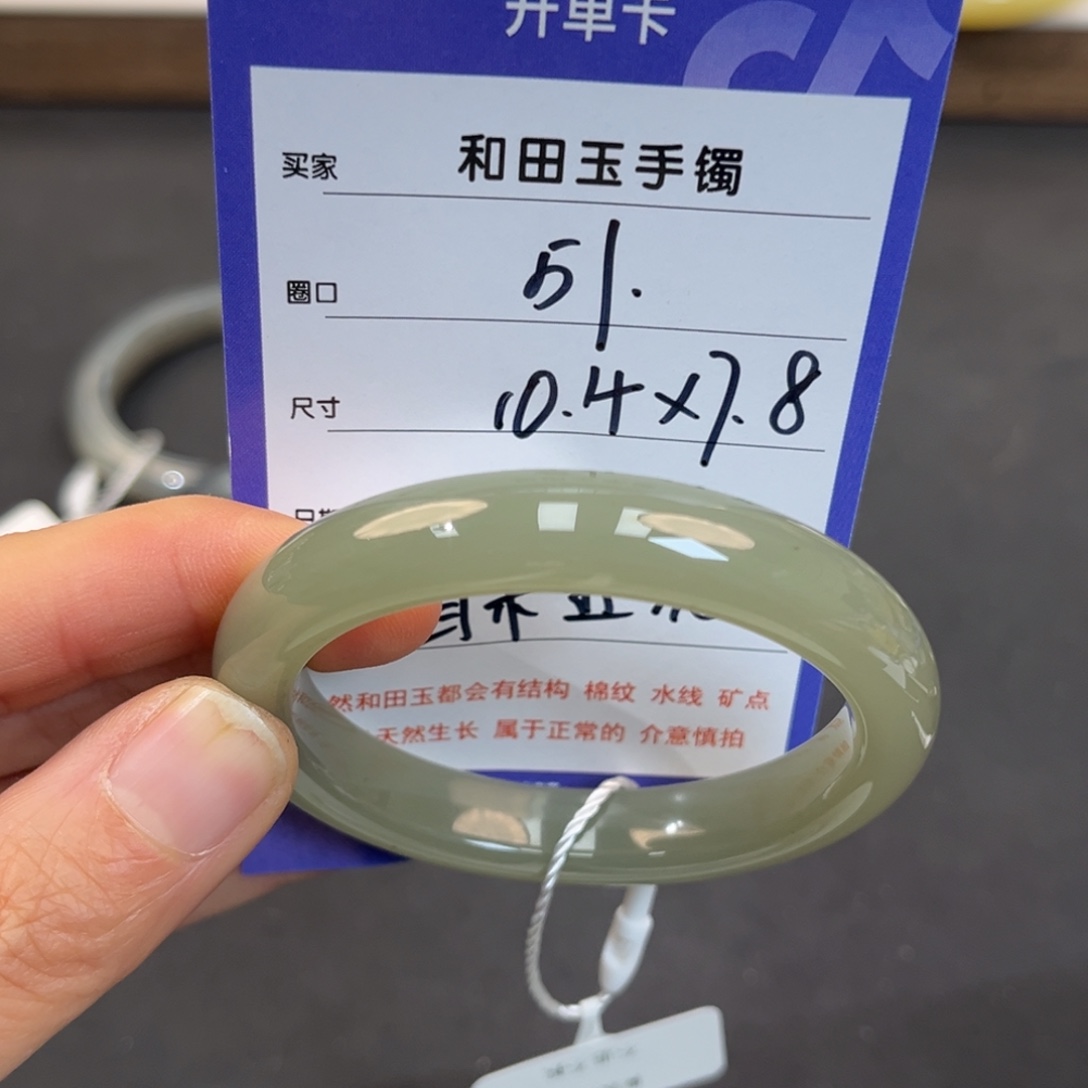 开单卡
买家 和田玉手镯
圈口 51.
尺寸 10.4×7.8
然和田玉都会有结构 棉纹 水线 矿点
天然生长 属于正常的 介意慎拍